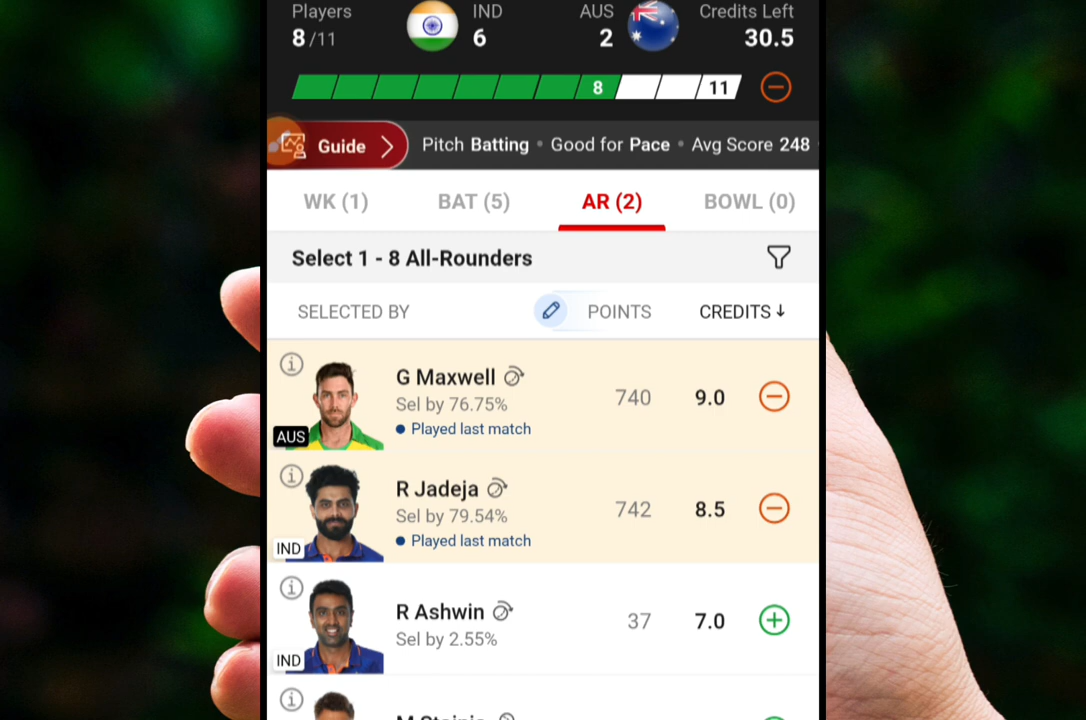 Players
8 /11
IND
6
AUS
2
Credits Left
30.5
8
11
Guide
Pitch Batting • Good for Pace • Avg Score 248
WK (1)
BAT (5)
AR (2)
BOWL (0)
Select 1 - 8 All-Rounders
SELECTED BY
POINTS
CREDITS ↓
G Maxwell
Sel by 76.75%
• Played last match
AUS
740
9.0
R Jadeja
Sel by 79.54%
• Played last match
IND
742
8.5
R Ashwin
Sel by 2.55%
IND
37
7.0